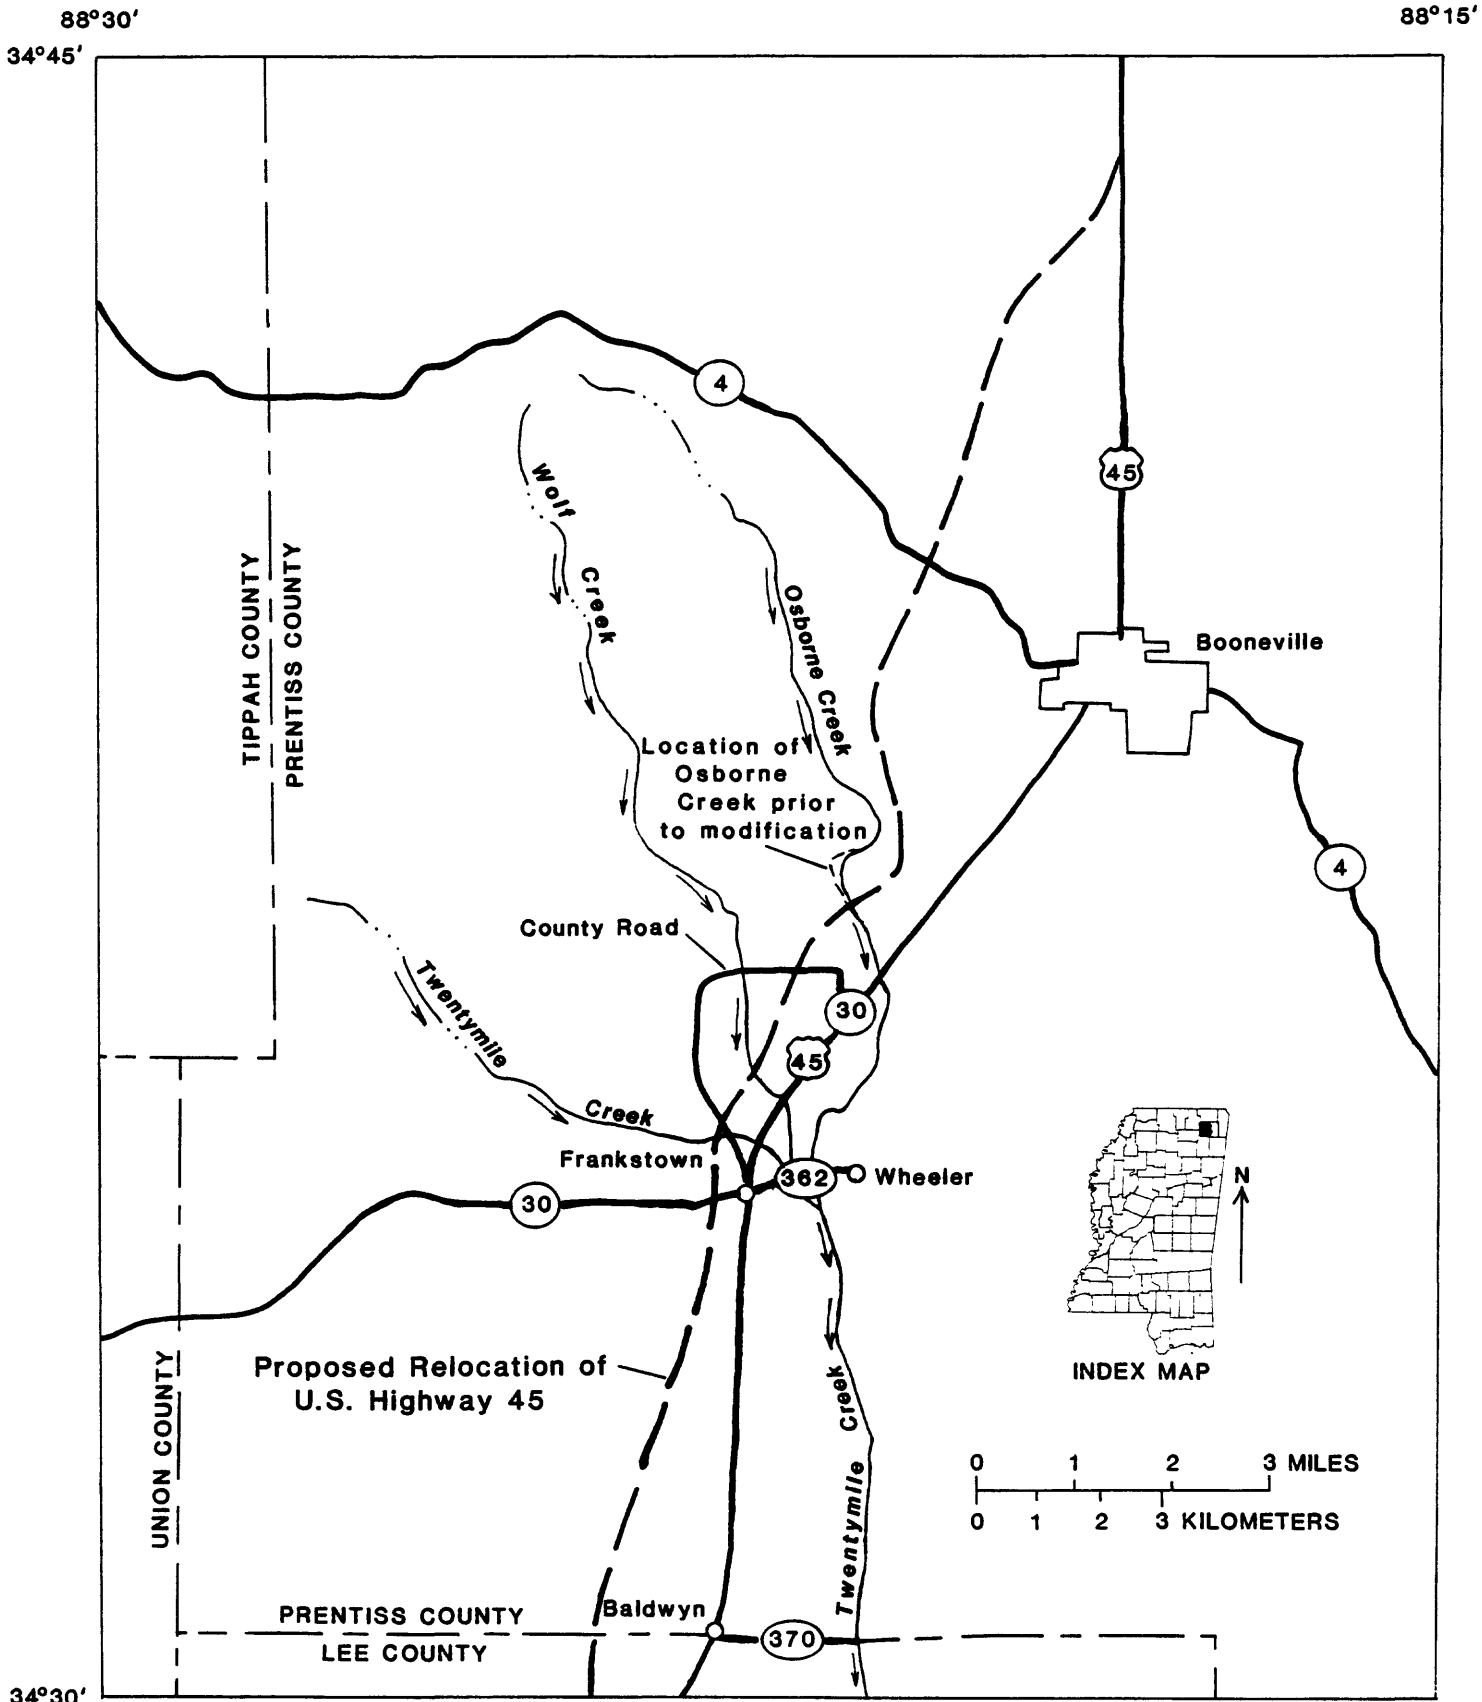 88°30'
88°15'
34°45'
4
45
Wolf
Creek
TIPPAH COUNTY
PRENTISS COUNTY
Osborne Creek
Booneville
Location of
Osborne
Creek prior
to modification
4
County Road
Twentymile
Creek
30
45
Frankstown
362
Wheeler
30
N
INDEX MAP
Proposed Relocation of
U.S. Highway 45
UNION COUNTY
Twentymile Creek
0 1 2 3 MILES
0 1 2 3 KILOMETERS
PRENTISS COUNTY
LEE COUNTY
Baldwyn
370
34°30'